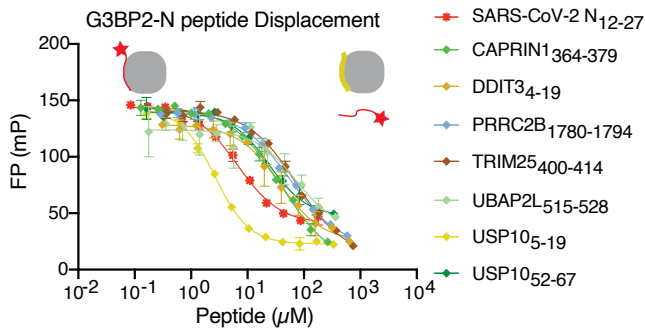 G3BP2-N peptide Displacement
FP (mP)
200
150
100
50
0
10-2 10-1 100 101 102 103 104
Peptide (µM)
SARS-CoV-2 N12-27
CAPRIN1364-379
DDIT34-19
PRRC2B1780-1794
TRIM25400-414
UBAP2L515-528
USP105-19
USP1052-67